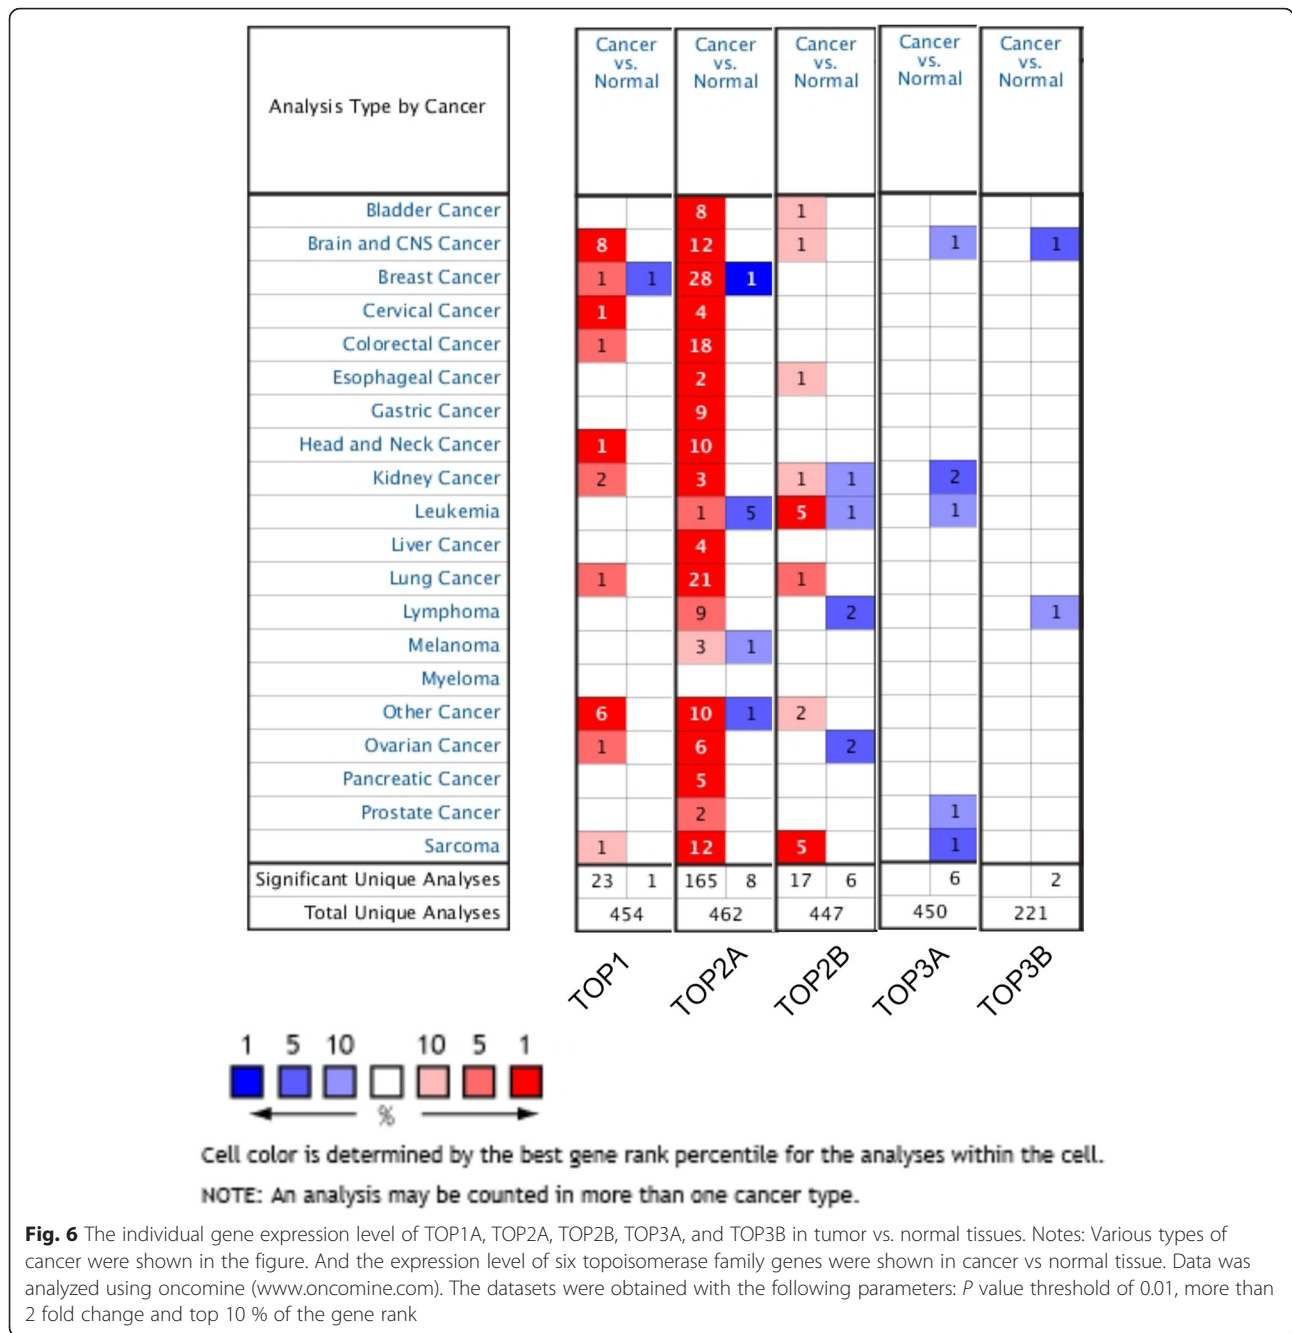 Analysis Type by Cancer
Cancer vs. Normal Cancer vs. Normal Cancer vs. Normal Cancer vs. Normal Cancer vs. Normal
Bladder Cancer 8 1
Brain and CNS Cancer 8 12 1 1 1
Breast Cancer 1 1 28 1
Cervical Cancer 1 4
Colorectal Cancer 1 18
Esophageal Cancer 2 1
Gastric Cancer 9
Head and Neck Cancer 1 10
Kidney Cancer 2 3 1 1 2
Leukemia 1 5 5 1 1
Liver Cancer 4
Lung Cancer 1 21 1
Lymphoma 9 2 1
Melanoma 3 1
Myeloma
Other Cancer 6 10 1 2
Ovarian Cancer 1 6 2
Pancreatic Cancer 5
Prostate Cancer 2 1
Sarcoma 1 12 5 1
Significant Unique Analyses 23 1 165 8 17 6 6 2
Total Unique Analyses 454 462 447 450 221
TOP1 TOP2A TOP2B TOP3A TOP3B
1 5 10 10 5 1
%
Cell color is determined by the best gene rank percentile for the analyses within the cell.
NOTE: An analysis may be counted in more than one cancer type.
Fig. 6 The individual gene expression level of TOP1A, TOP2A, TOP2B, TOP3A, and TOP3B in tumor vs. normal tissues. Notes: Various types of
cancer were shown in the figure. And the expression level of six topoisomerase family genes were shown in cancer vs normal tissue. Data was
analyzed using oncomine (www.oncomine.com). The datasets were obtained with the following parameters: P value threshold of 0.01, more than
2 fold change and top 10 % of the gene rank